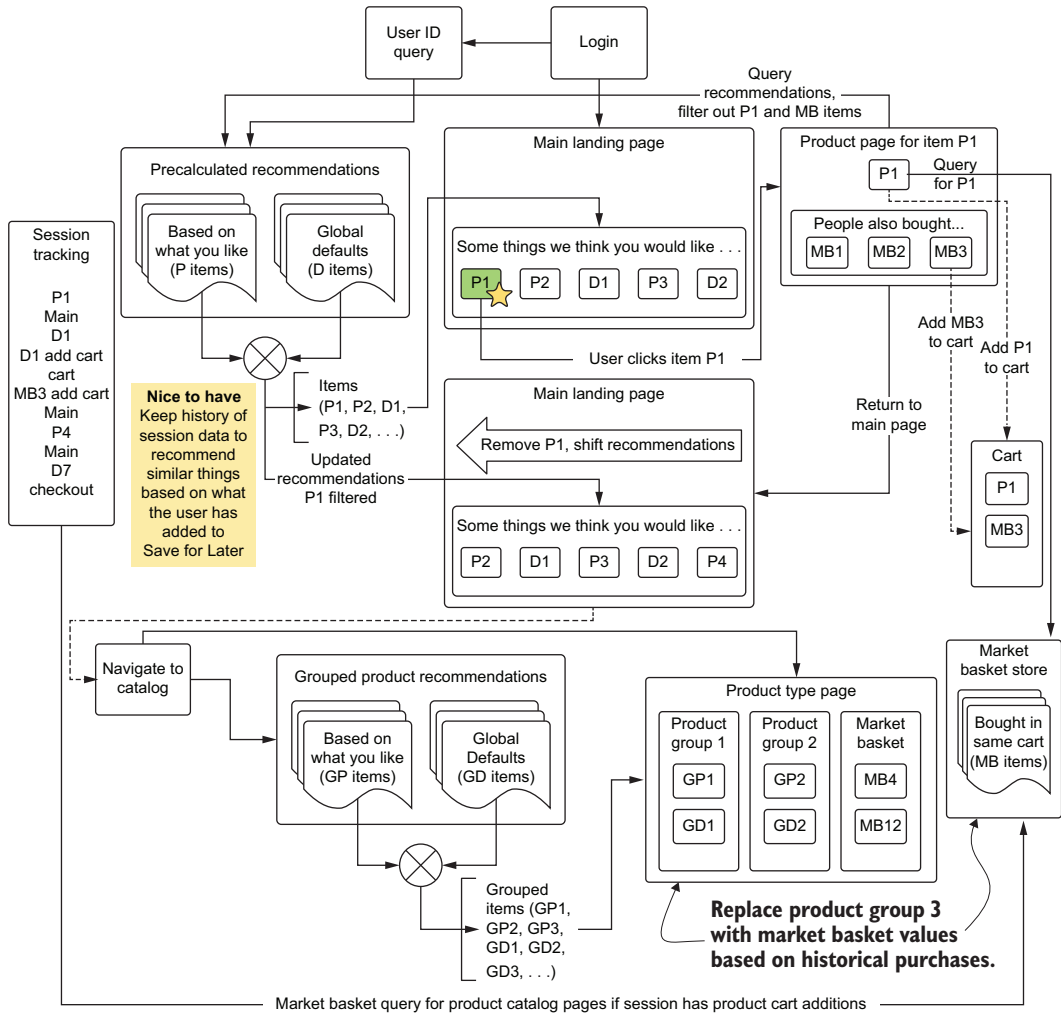 User ID
query
Login
Query
recommendations,
filter out P1 and MB items
Precalculated recommendations
Based on
what you like
(P items)
Global
defaults
(D items)
Main landing page
Some things we think you would like . . .
P1
P2
D1
P3
D2
Product page for item P1
P1
Query
for P1
People also bought...
MB1
MB2
MB3
Session
tracking
P1
Main
D1
D1 add cart
cart
MB3 add cart
Main
P4
Main
D7
checkout
User clicks item P1
Add MB3
to cart
Add P1
to cart
Nice to have
Keep history of
session data to
recommend
similar things
based on what
the user has
added to
Save for Later
Items
(P1, P2, D1,
P3, D2, . . .)
Updated
recommendations
P1 filtered
Main landing page
Remove P1, shift recommendations
Some things we think you would like . . .
P2
D1
P3
D2
P4
Return to
main page
Cart
P1
MB3
Navigate to
catalog
Grouped product recommendations
Based on
what you like
(GP items)
Global
Defaults
(GD items)
Product type page
Product
group 1
GP1
GD1
Product
group 2
GP2
GD2
Market
basket
MB4
MB12
Market
basket store
Bought in
same cart
(MB items)
Grouped
items (GP1,
GP2, GP3,
GD1, GD2,
GD3, . . .)
Replace product group 3
with market basket values
based on historical purchases.
Market basket query for product catalog pages if session has product cart additions